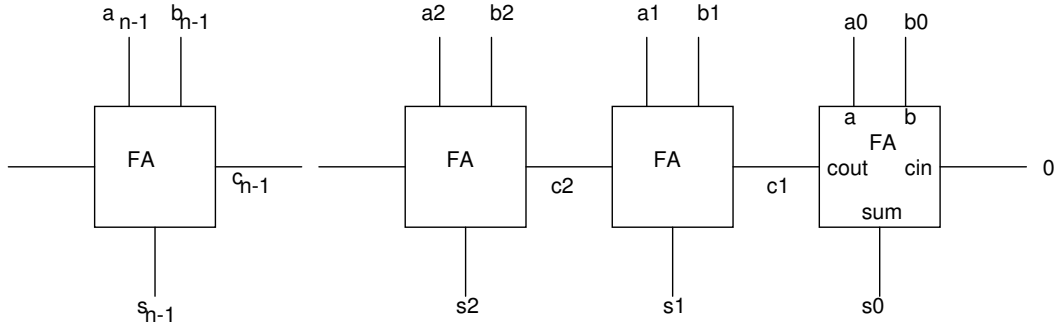 a n-1 b n-1 a2 b2 a1 b1 a0 b0
a b
FA FA FA FA
cout cin 0
c n-1 c2 c1
sum
s n-1 s2 s1 s0